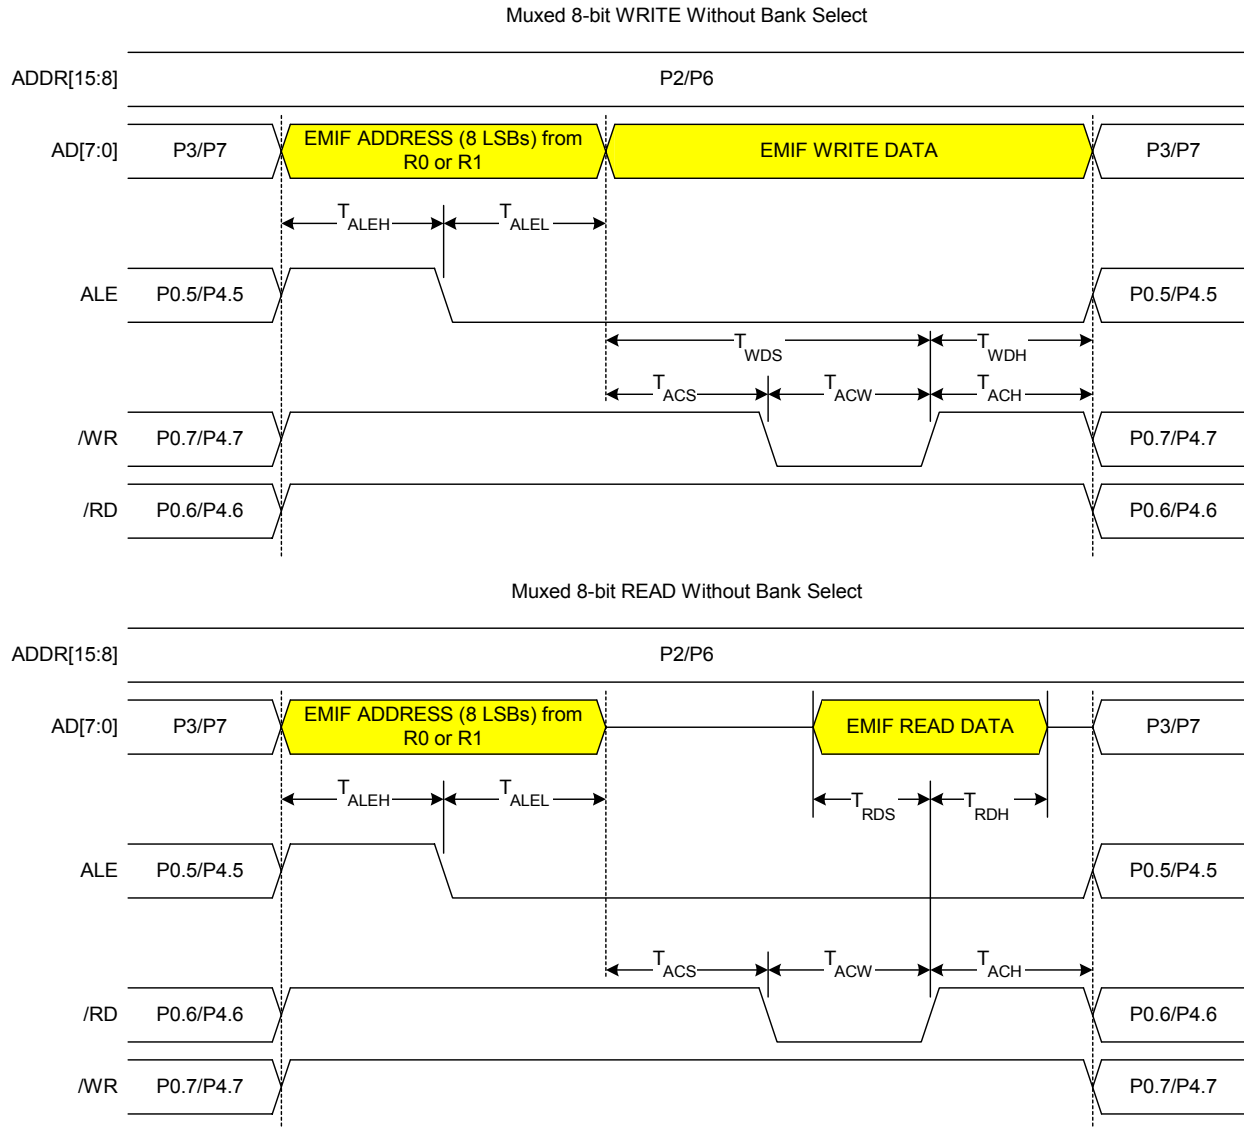 Muxed 8-bit WRITE Without Bank Select
ADDR[15:8] P2/P6
AD[7:0] P3/P7 EMIF ADDRESS (8 LSBs) from R0 or R1 EMIF WRITE DATA P3/P7
TALEH TALEL
ALE P0.5/P4.5 P0.5/P4.5
TWDS TWDH
TACS TACW TACH
/WR P0.7/P4.7 P0.7/P4.7
/RD P0.6/P4.6 P0.6/P4.6
Muxed 8-bit READ Without Bank Select
ADDR[15:8] P2/P6
AD[7:0] P3/P7 EMIF ADDRESS (8 LSBs) from R0 or R1 EMIF READ DATA P3/P7
TALEH TALEL TRDS TRDH
ALE P0.5/P4.5 P0.5/P4.5
TACS TACW TACH
/RD P0.6/P4.6 P0.6/P4.6
/WR P0.7/P4.7 P0.7/P4.7